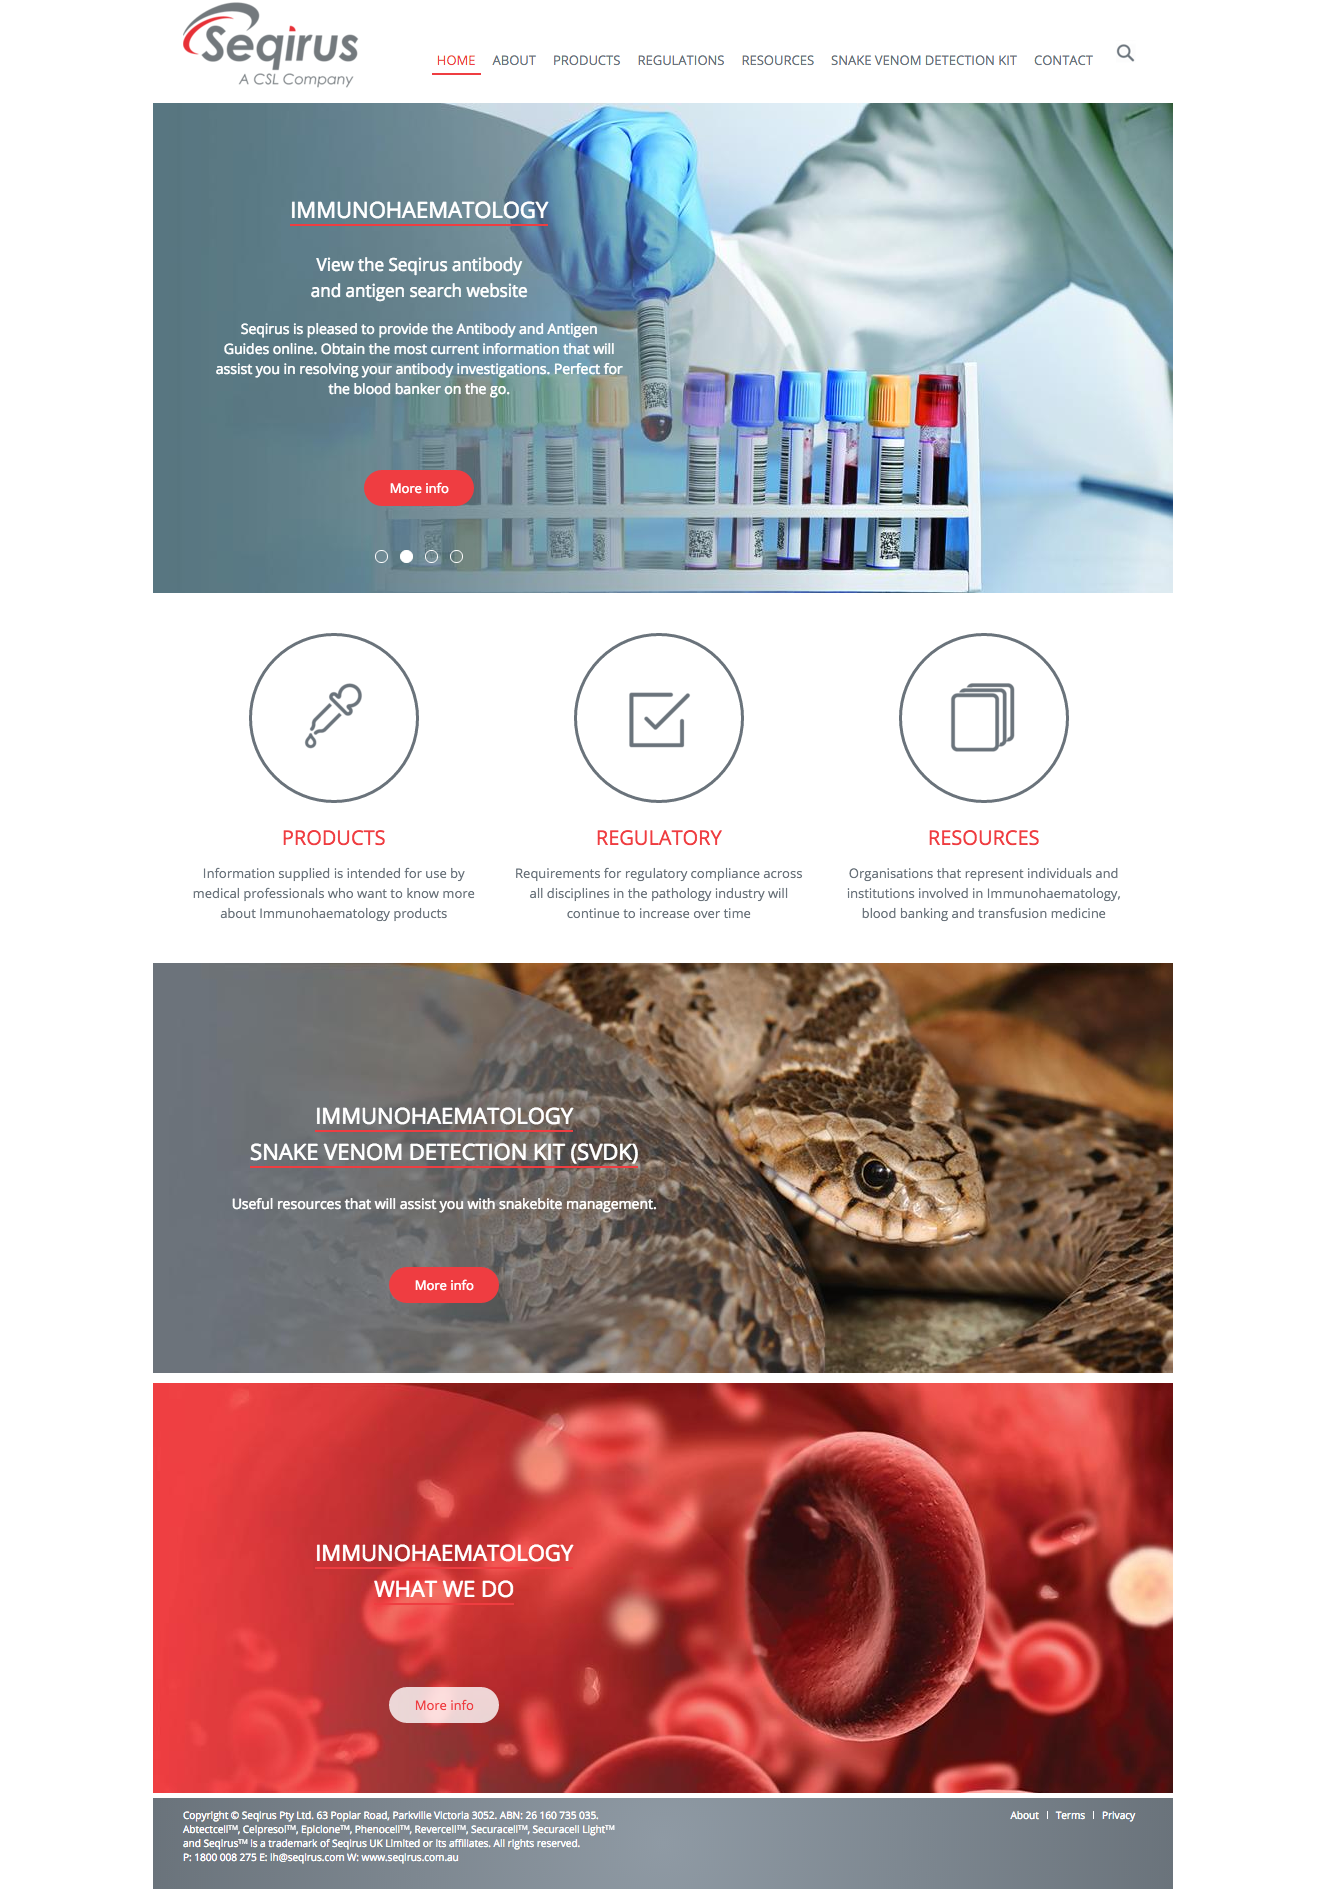 Seqirus
A CSL Company
HOME ABOUT PRODUCTS REGULATIONS RESOURCES SNAKE VENOM DETECTION KIT CONTACT
IMMUNOHAEMATOLOGY
View the Seqirus antibody
and antigen search website
Seqirus is pleased to provide the Antibody and Antigen
Guides online. Obtain the most current information that will
assist you in resolving your antibody investigations. Perfect for
the blood banker on the go.
More info
PRODUCTS
Information supplied is intended for use by
medical professionals who want to know more
about Immunohaematology products
REGULATORY
Requirements for regulatory compliance across
all disciplines in the pathology industry will
continue to increase over time
RESOURCES
Organisations that represent individuals and
institutions involved in Immunohaematology,
blood banking and transfusion medicine
IMMUNOHAEMATOLOGY
SNAKE VENOM DETECTION KIT (SVDK)
Useful resources that will assist you with snakebite management.
More info
IMMUNOHAEMATOLOGY
WHAT WE DO
More info
Copyright © Seqirus Pty Ltd. 63 Poplar Road, Parkville Victoria 3052. ABN: 26 160 735 035.
Abtectcell™, Celpresol™, Epiclone™, Phenocell™, Revercell™, Securacell™, Securacell Light™
and Seqirus™ is a trademark of Seqirus UK Limited or its affiliates. All rights reserved.
P: 1800 008 275 E: ih@seqirus.com W: www.seqirus.com.au
About | Terms | Privacy